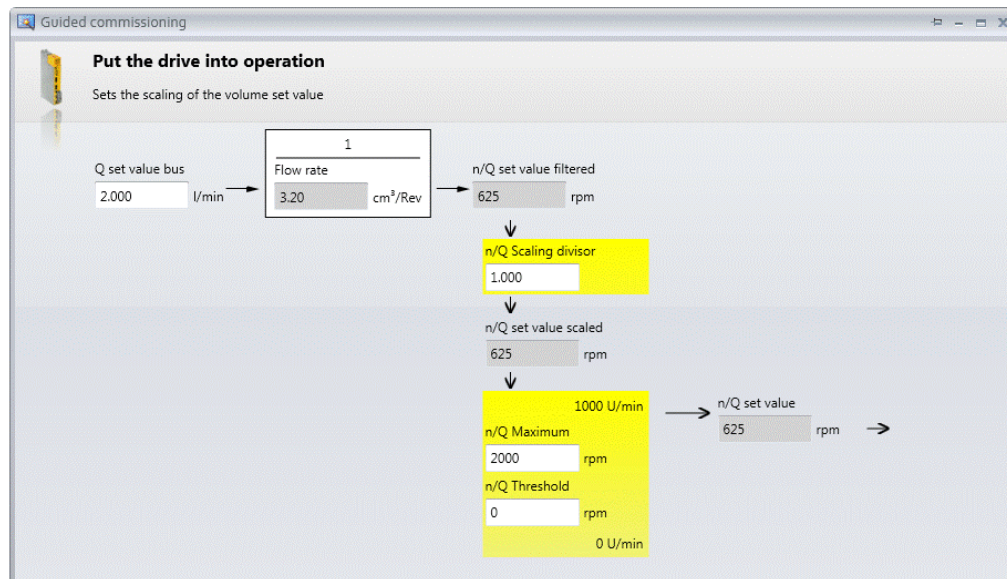 Guided commissioning
Put the drive into operation
Sets the scaling of the volume set value
1
Q set value bus
Flow rate
n/Q set value filtered
2.000 l/min
3.20 cm³/Rev
625 rpm
n/Q Scaling divisor
1.000
n/Q set value scaled
625 rpm
1000 U/min
n/Q set value
n/Q Maximum
625 rpm
2000 rpm
n/Q Threshold
0 rpm
0 U/min